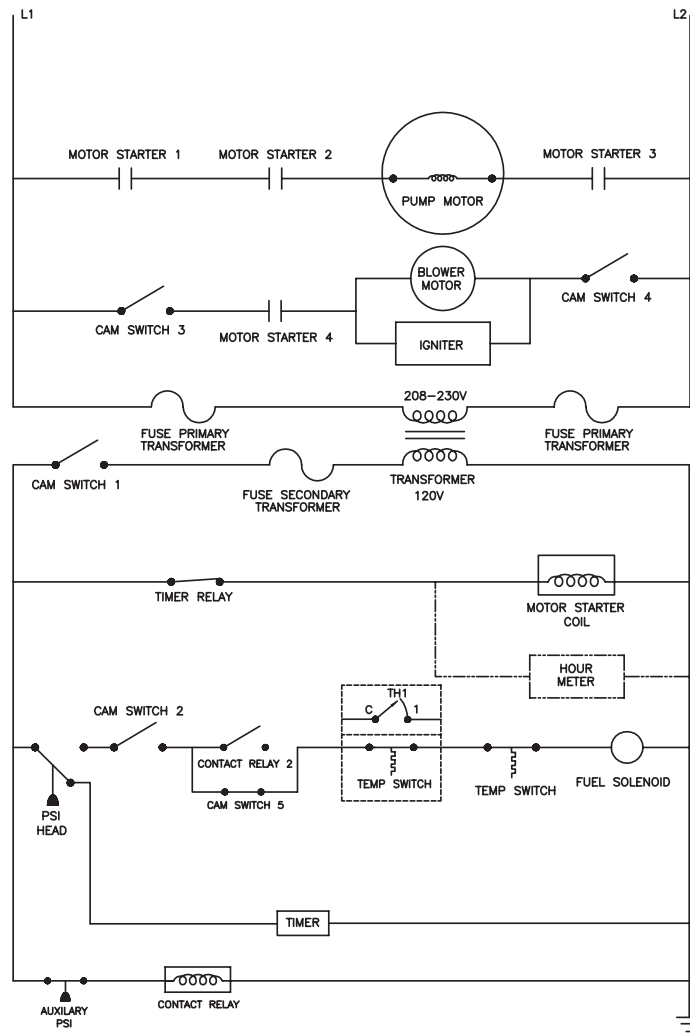 L1
L2
MOTOR STARTER 1
MOTOR STARTER 2
MOTOR STARTER 3
PUMP MOTOR
BLOWER
MOTOR
CAM SWITCH 4
CAM SWITCH 3
MOTOR STARTER 4
IGNITER
208-230V
FUSE PRIMARY
TRANSFORMER
FUSE PRIMARY
TRANSFORMER
CAM SWITCH 1
FUSE SECONDARY
TRANSFORMER
TRANSFORMER
120V
TIMER RELAY
MOTOR STARTER
COIL
HOUR
METER
TH1
C
1
CAM SWITCH 2
CONTACT RELAY 2
CAM SWITCH 5
TEMP SWITCH
TEMP SWITCH
FUEL SOLENOID
PSI
HEAD
TIMER
AUXILARY
PSI
CONTACT RELAY